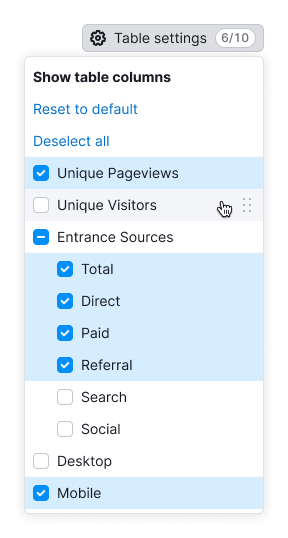 Table settings 6/10
Show table columns
Reset to default
Deselect all
Unique Pageviews
Unique Visitors
Entrance Sources
Total
Direct
Paid
Referral
Search
Social
Desktop
Mobile